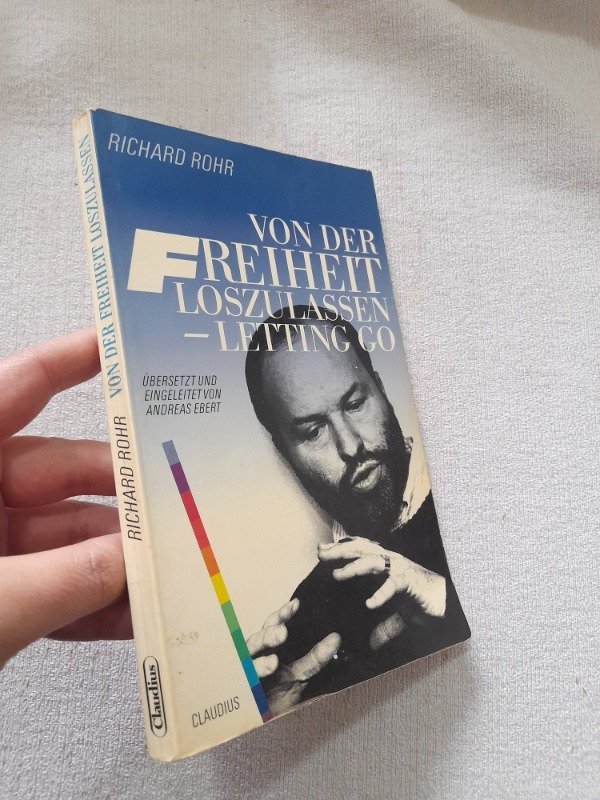 RICHARD ROHR
VON DER
FREIHEIT
LOSZULASSEN
– LETTING GO
ÜBERSETZT UND
EINGELEITET VON
ANDREAS EBERT
CLAUDIUS
RICHARD ROHR VON DER FREIHEIT LOSZULASSEN
Claudius